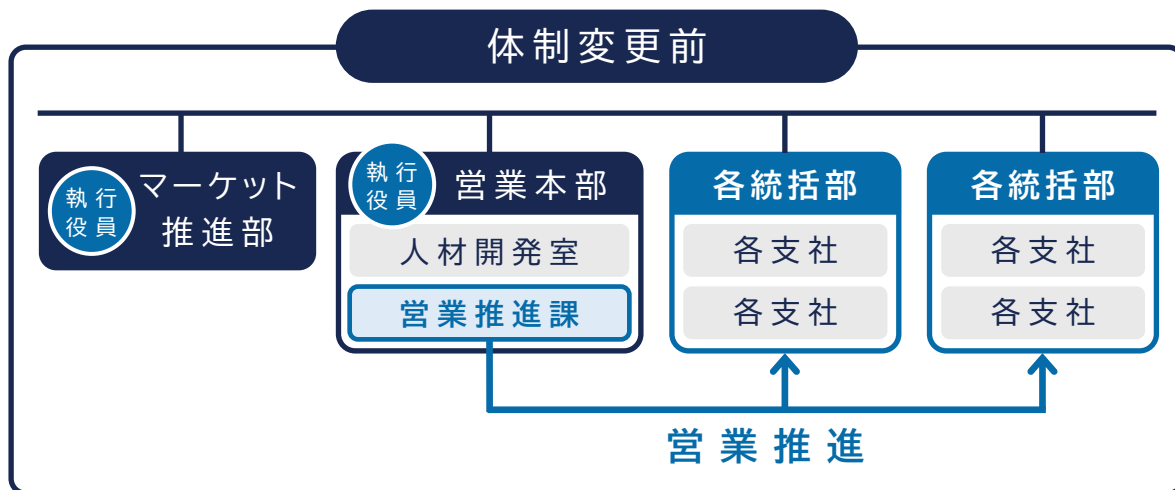 体制変更前
執行
役員
マーケット
推進部
執行
役員
営業本部
人材開発室
営業推進課
各統括部
各支社
各支社
各統括部
各支社
各支社
営業推進